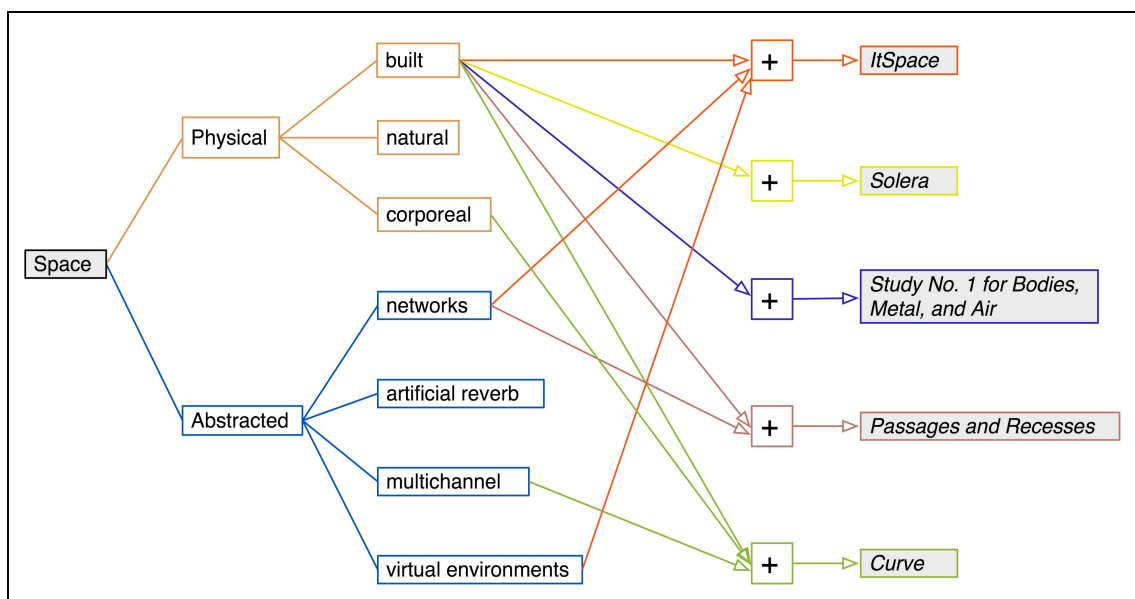 Space
Physical
Abstracted
built
natural
corporeal
networks
artificial reverb
multichannel
virtual environments
+
+
+
+
+
ItSpace
Solera
Study No. 1 for Bodies,
Metal, and Air
Passages and Recesses
Curve